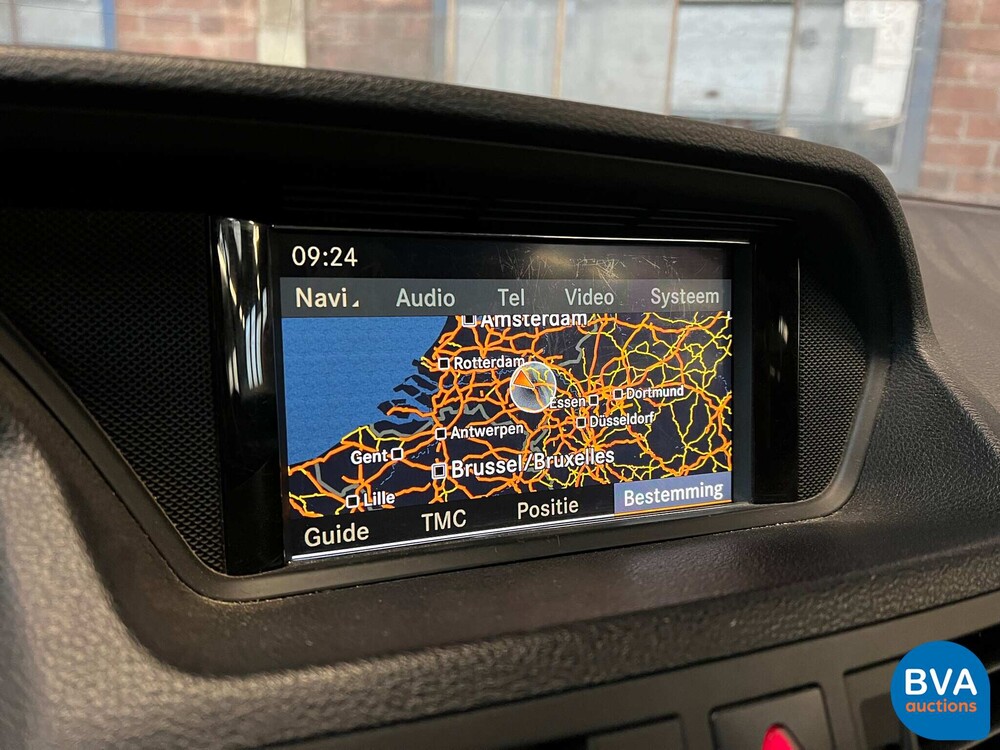 09:24
Navi Audio Tel Video Systeem
Amsterdam
Rotterdam
Essen Dortmund
Düsseldorf
Antwerpen
Gent
Brussel/Bruxelles
Lille
Guide TMC Positie Bestemming
BVA
auctions